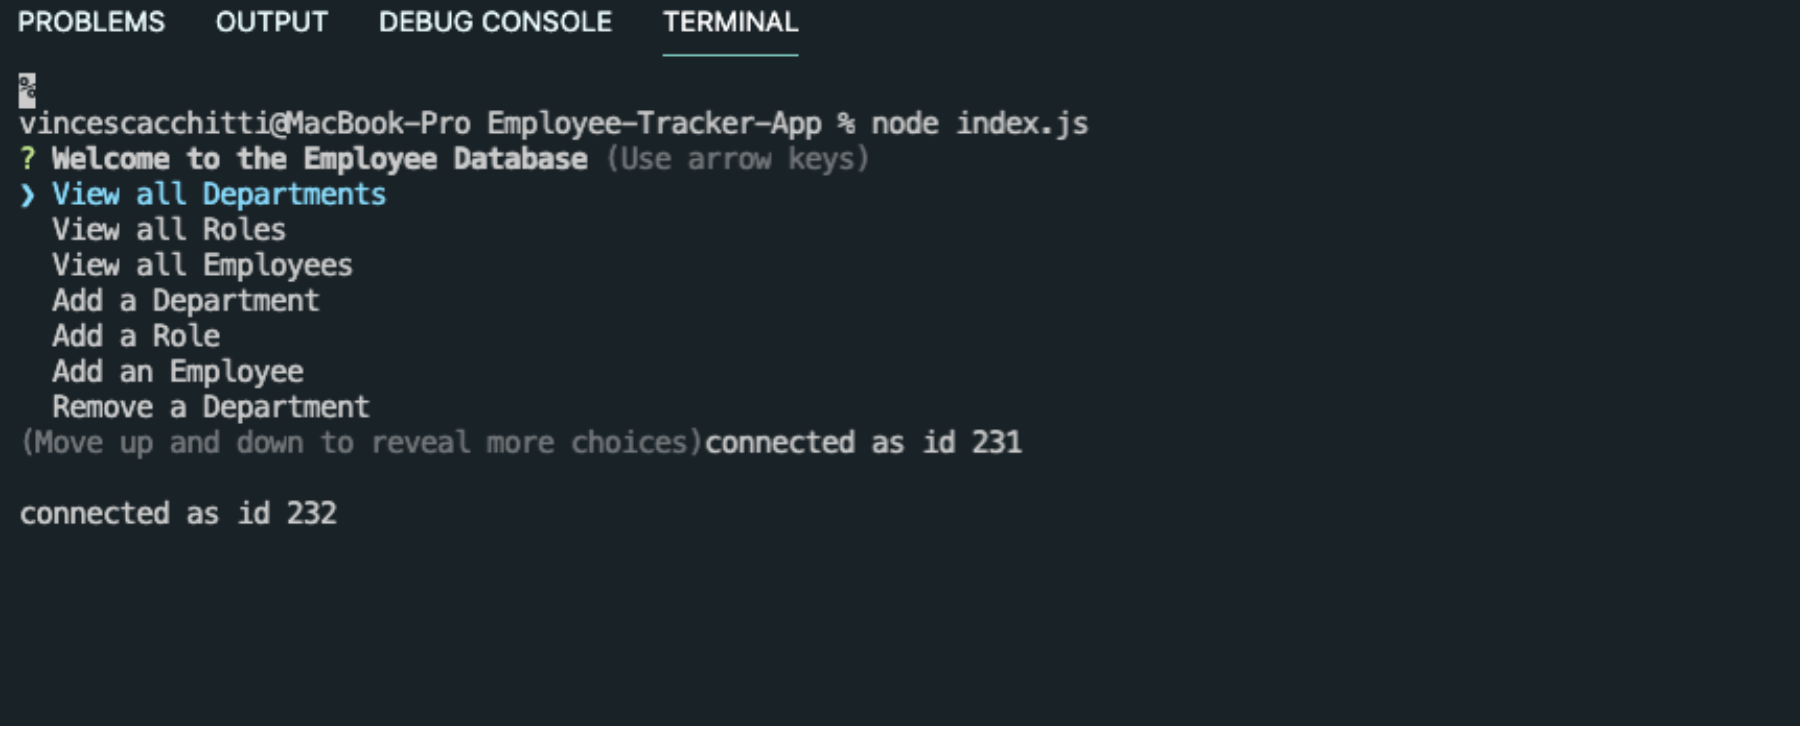 PROBLEMS OUTPUT DEBUG CONSOLE TERMINAL
%
vincescacchitti@MacBook-Pro Employee-Tracker-App % node index.js
? Welcome to the Employee Database (Use arrow keys)
❯ View all Departments
View all Roles
View all Employees
Add a Department
Add a Role
Add an Employee
Remove a Department
(Move up and down to reveal more choices)connected as id 231
connected as id 232